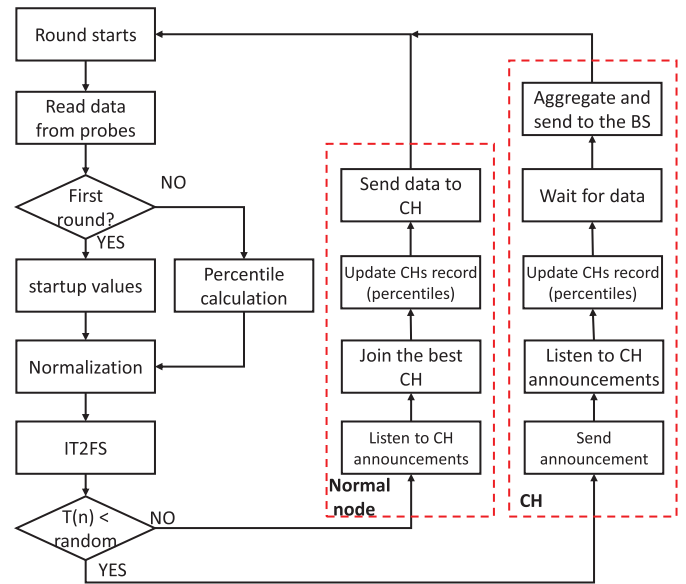 Round starts
Read data
from probes
First
round?
NO
YES
startup values
Percentile
calculation
Normalization
IT2FS
T(n) <
random
NO
YES
Send data to
CH
Update CHs record
(percentiles)
Join the best
CH
Listen to CH
announcements
Normal
node
Aggregate and
send to the BS
Wait for data
Update CHs record
(percentiles)
Listen to CH
announcements
Send
announcement
CH